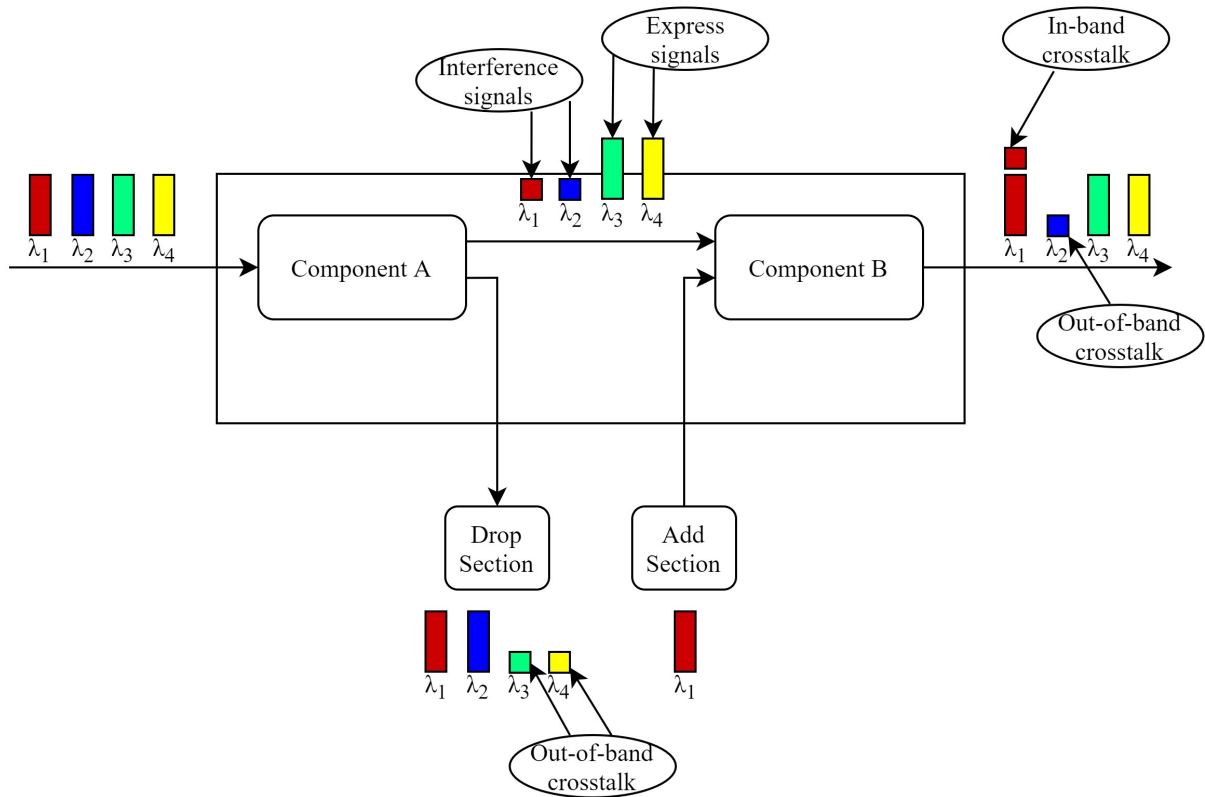 Express
signals
In-band
crosstalk
Interference
signals
λ1 λ2 λ3 λ4
λ1 λ2 λ3 λ4
λ1 λ2 λ3 λ4
Component A
Component B
Out-of-band
crosstalk
Drop
Section
Add
Section
λ1 λ2 λ3 λ4
λ1
Out-of-band
crosstalk